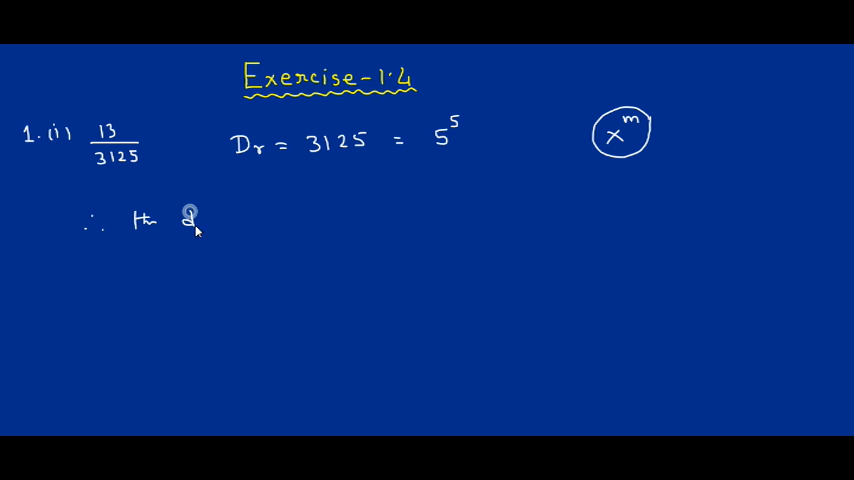 Exercise-1.4
1. (i) 13/3125 Dr = 3125 = 5^5 x^m
∴ the d